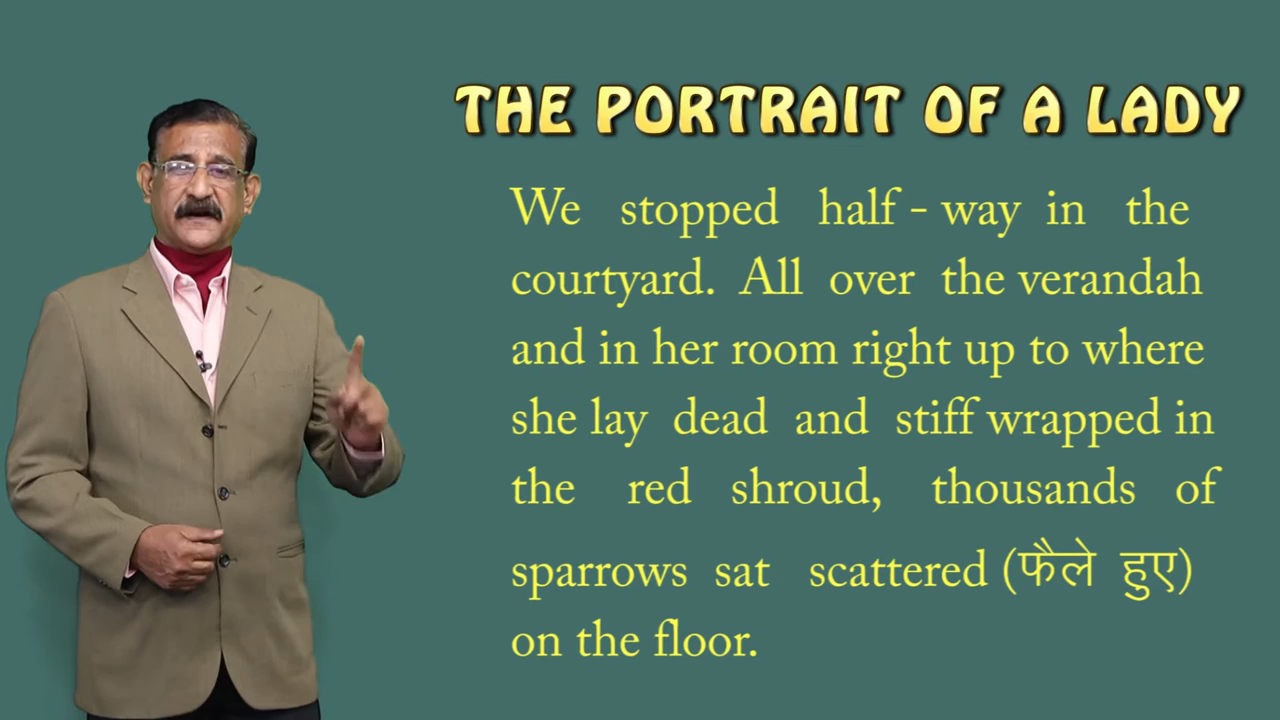 THE PORTRAIT OF A LADY
We stopped half - way in the
courtyard. All over the verandah
and in her room right up to where
she lay dead and stiff wrapped in
the red shroud, thousands of
sparrows sat scattered (फैले हुए)
on the floor.